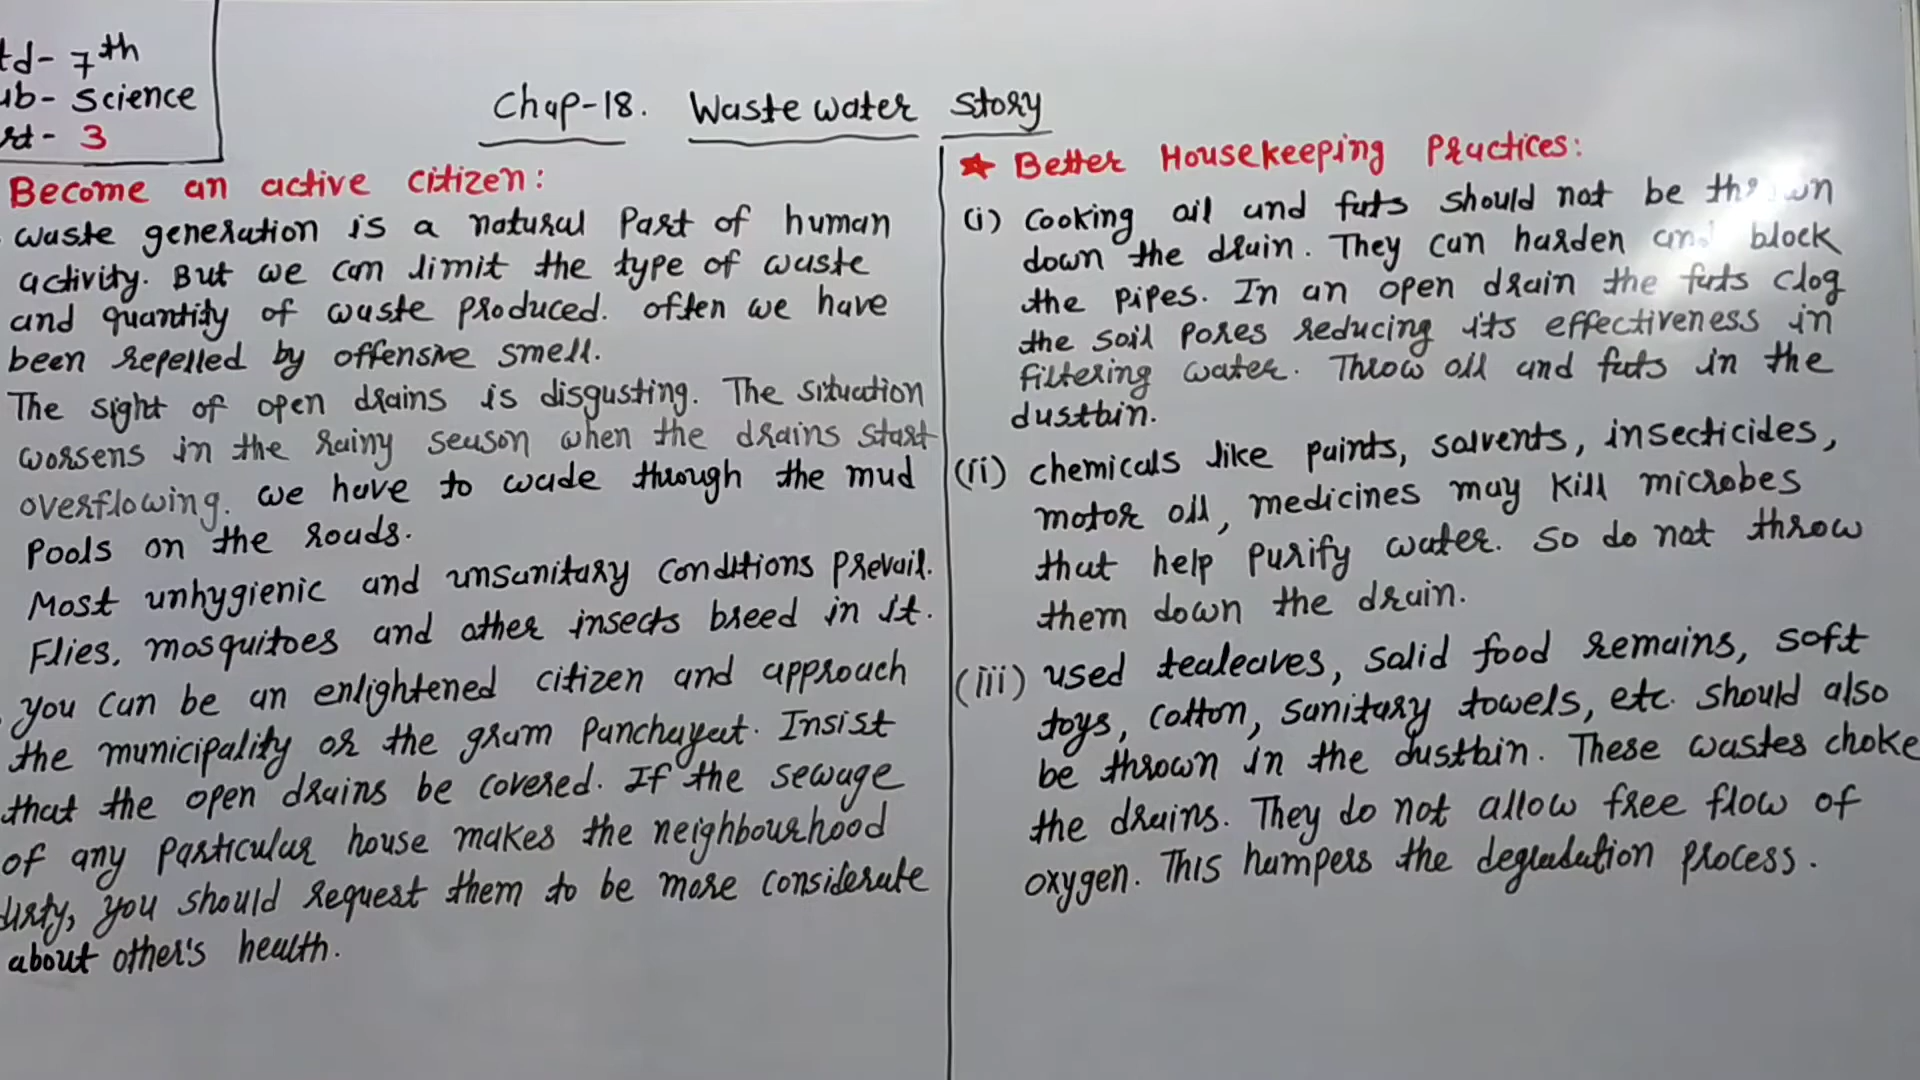 td- 7th
ub- Science
rt- 3
Chap-18. Waste water story
Become an active citizen:
waste generation is a natural Part of human
activity. But we can limit the type of waste
and quantity of waste produced. often we have
been repelled by offensive smell.
The sight of open drains is disgusting. The situation
worsens in the rainy season when the drains start
overflowing. we have to wade through the mud
Pools on the roads.
Most unhygienic and unsanitary conditions prevail.
Flies, mosquitoes and other insects breed in it.
you can be an enlightened citizen and approach
the municipality or the gram Panchayat. Insist
that the open drains be covered. If the sewage
of any particular house makes the neighbourhood
dirty, you should request them to be more considerate
about other's health.
★ Better Housekeeping Practices:
(i) cooking oil and fats should not be thrown
down the drain. They can harden and block
the pipes. In an open drain the fats clog
the soil pores reducing its effectiveness in
filtering water. Throw oil and fats in the
dustbin.
(ii) chemicals like paints, solvents, insecticides,
motor oil, medicines may kill microbes
that help purify water. so do not throw
them down the drain.
(iii) used tealeaves, solid food remains, soft
toys, cotton, sanitary towels, etc. should also
be thrown in the dustbin. These wastes choke
the drains. They do not allow free flow of
oxygen. This hampers the degradation process.